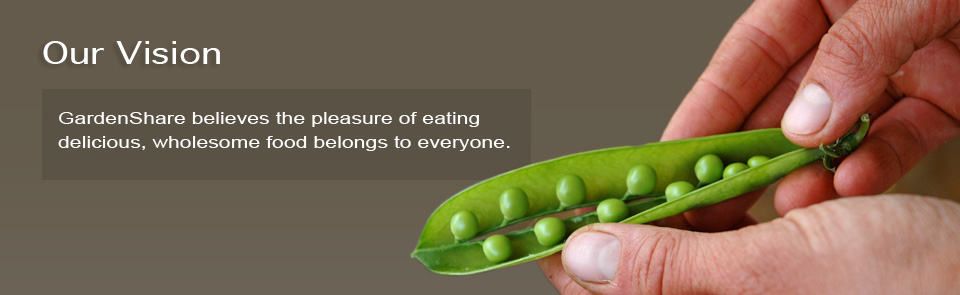 Our Vision
GardenShare believes the pleasure of eating
delicious, wholesome food belongs to everyone.